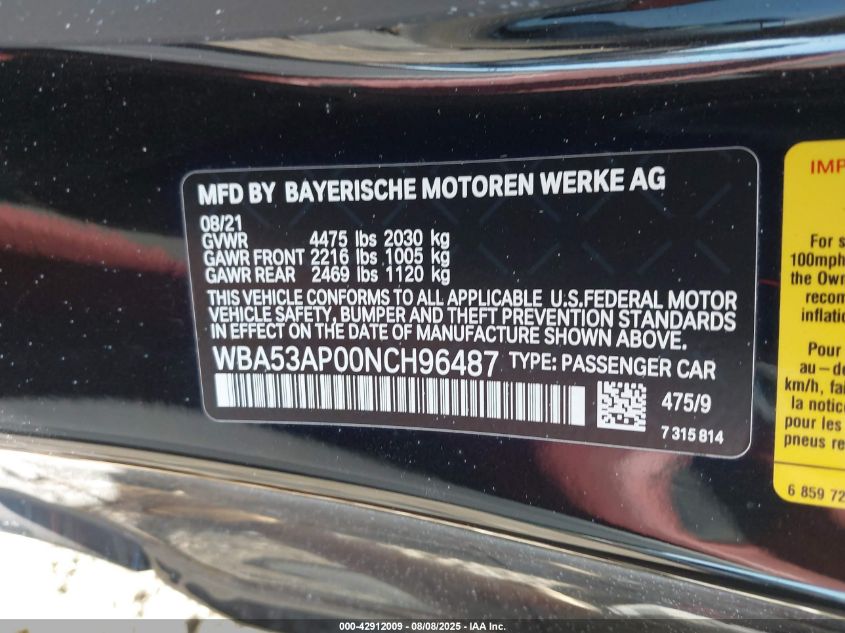 MFD BY BAYERISCHE MOTOREN WERKE AG
08/21
GVWR 4475 lbs 2030 kg
GAWR FRONT 2216 lbs 1005 kg
GAWR REAR 2469 lbs 1120 kg
THIS VEHICLE CONFORMS TO ALL APPLICABLE U.S.FEDERAL MOTOR
VEHICLE SAFETY, BUMPER AND THEFT PREVENTION STANDARDS
IN EFFECT ON THE DATE OF MANUFACTURE SHOWN ABOVE.
WBA53AP00NCH96487 TYPE: PASSENGER CAR
475/9
7 315 814
IMP
For s
100mph
the Own
recom
inflati
Pour
au-de
km/h, fai
la notic
pour les
pneus re
6 859 72
000-42912009 - 08/08/2025 - IAA Inc.